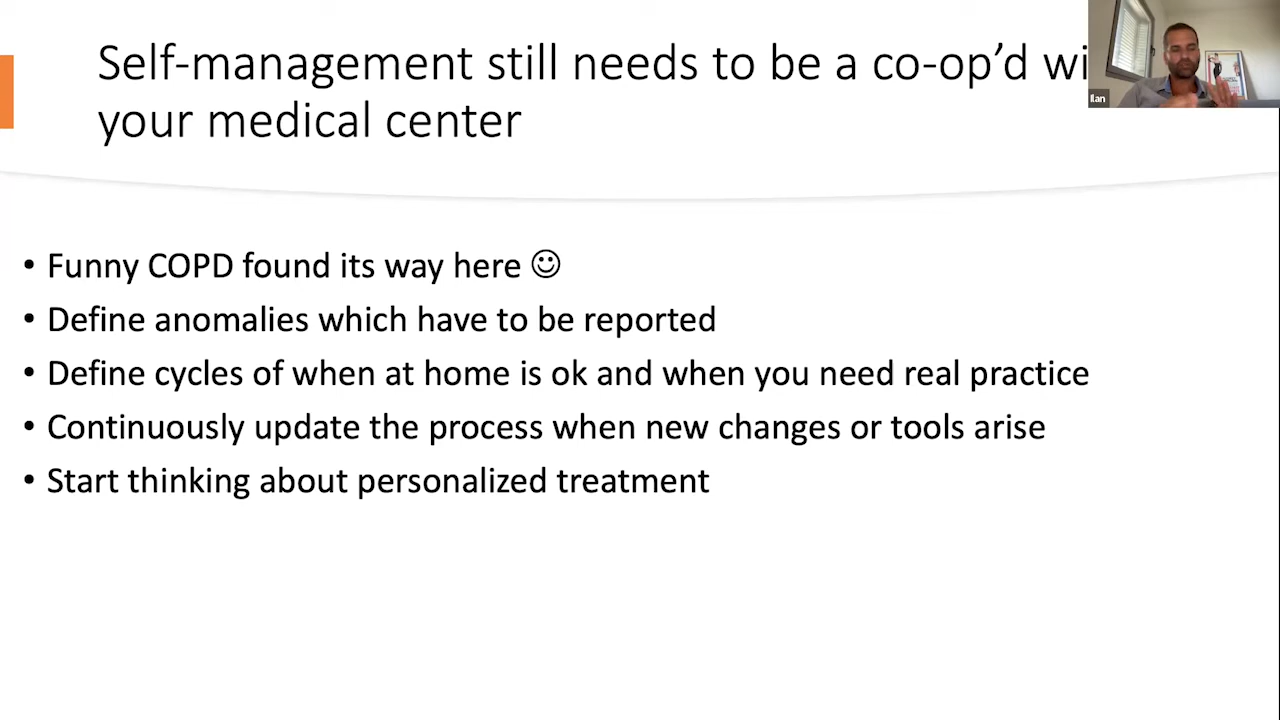 Self-management still needs to be a co-op’d wi
your medical center
Ilan
• Funny COPD found its way here ☺
• Define anomalies which have to be reported
• Define cycles of when at home is ok and when you need real practice
• Continuously update the process when new changes or tools arise
• Start thinking about personalized treatment